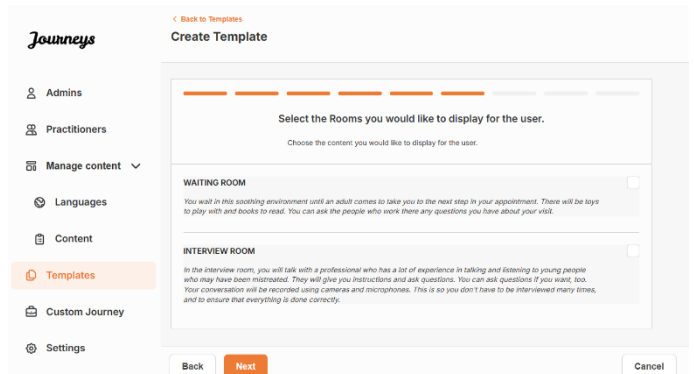 < Back to Templates
Journeys
Create Template
Admins
Practitioners
Manage content
Languages
Content
Templates
Custom Journey
Settings
Select the Rooms you would like to display for the user.
Choose the content you would like to display for the user.
WAITING ROOM
You wait in this soothing environment until an adult comes to take you to the next step in your appointment. There will be toys
to play with and books to read. You can ask the people who work there any questions you have about your visit.
INTERVIEW ROOM
In the interview room, you will talk with a professional who has a lot of experience in talking and listening to young people
who may have been mistreated. They will give you instructions and ask questions. You can ask questions if you want, too.
Your conversation will be recorded using cameras and microphones. This is so you don't have to be interviewed many times,
and to ensure that everything is done correctly.
Back
Next
Cancel